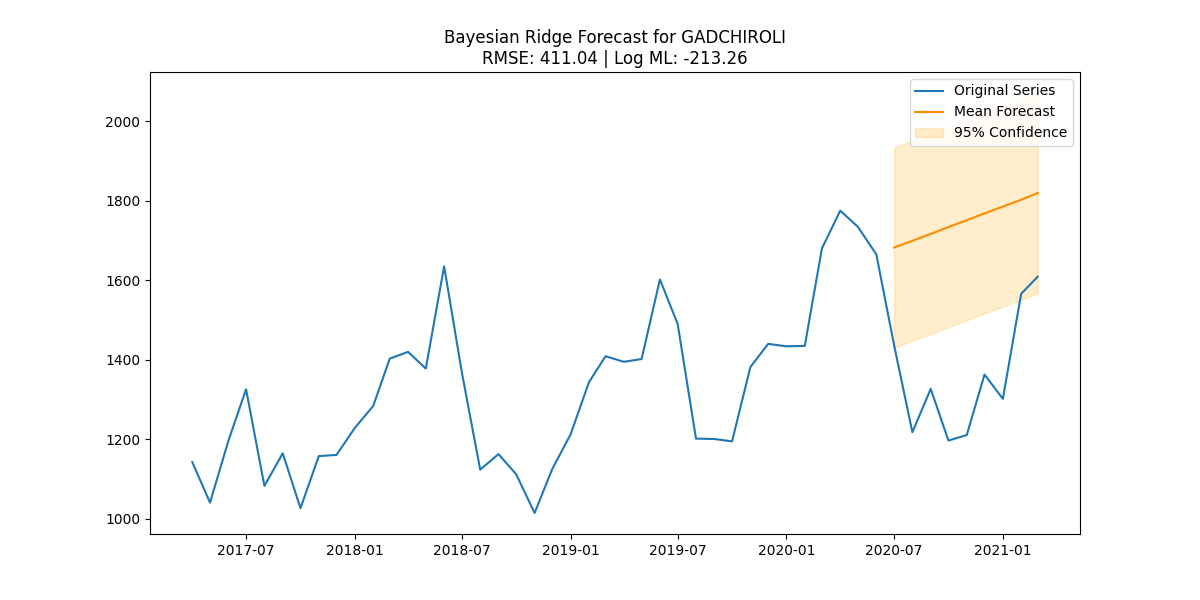 Bayesian Ridge Forecast for GADCHIROLI
RMSE: 411.04 | Log ML: -213.26
Original Series
Mean Forecast
95% Confidence
2000
1800
1600
1400
1200
1000
2017-07
2018-01
2018-07
2019-01
2019-07
2020-01
2020-07
2021-01